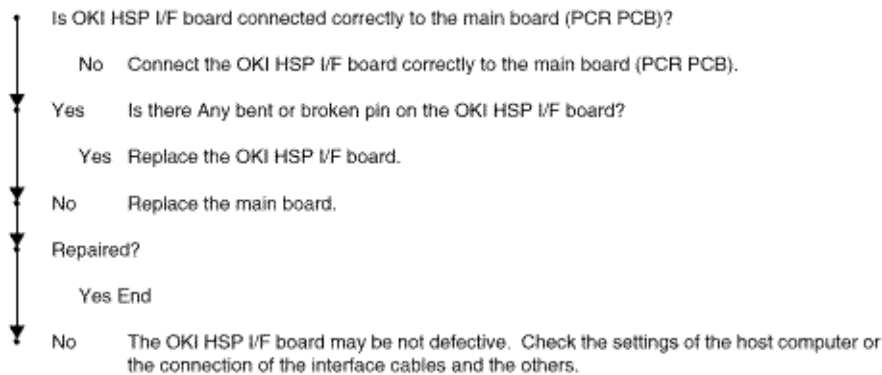 Is OKI HSP I/F board connected correctly to the main board (PCR PCB)?
No Connect the OKI HSP I/F board correctly to the main board (PCR PCB).
Yes Is there Any bent or broken pin on the OKI HSP I/F board?
Yes Replace the OKI HSP I/F board.
No Replace the main board.
Repaired?
Yes End
No The OKI HSP I/F board may be not defective. Check the settings of the host computer or
the connection of the interface cables and the others.